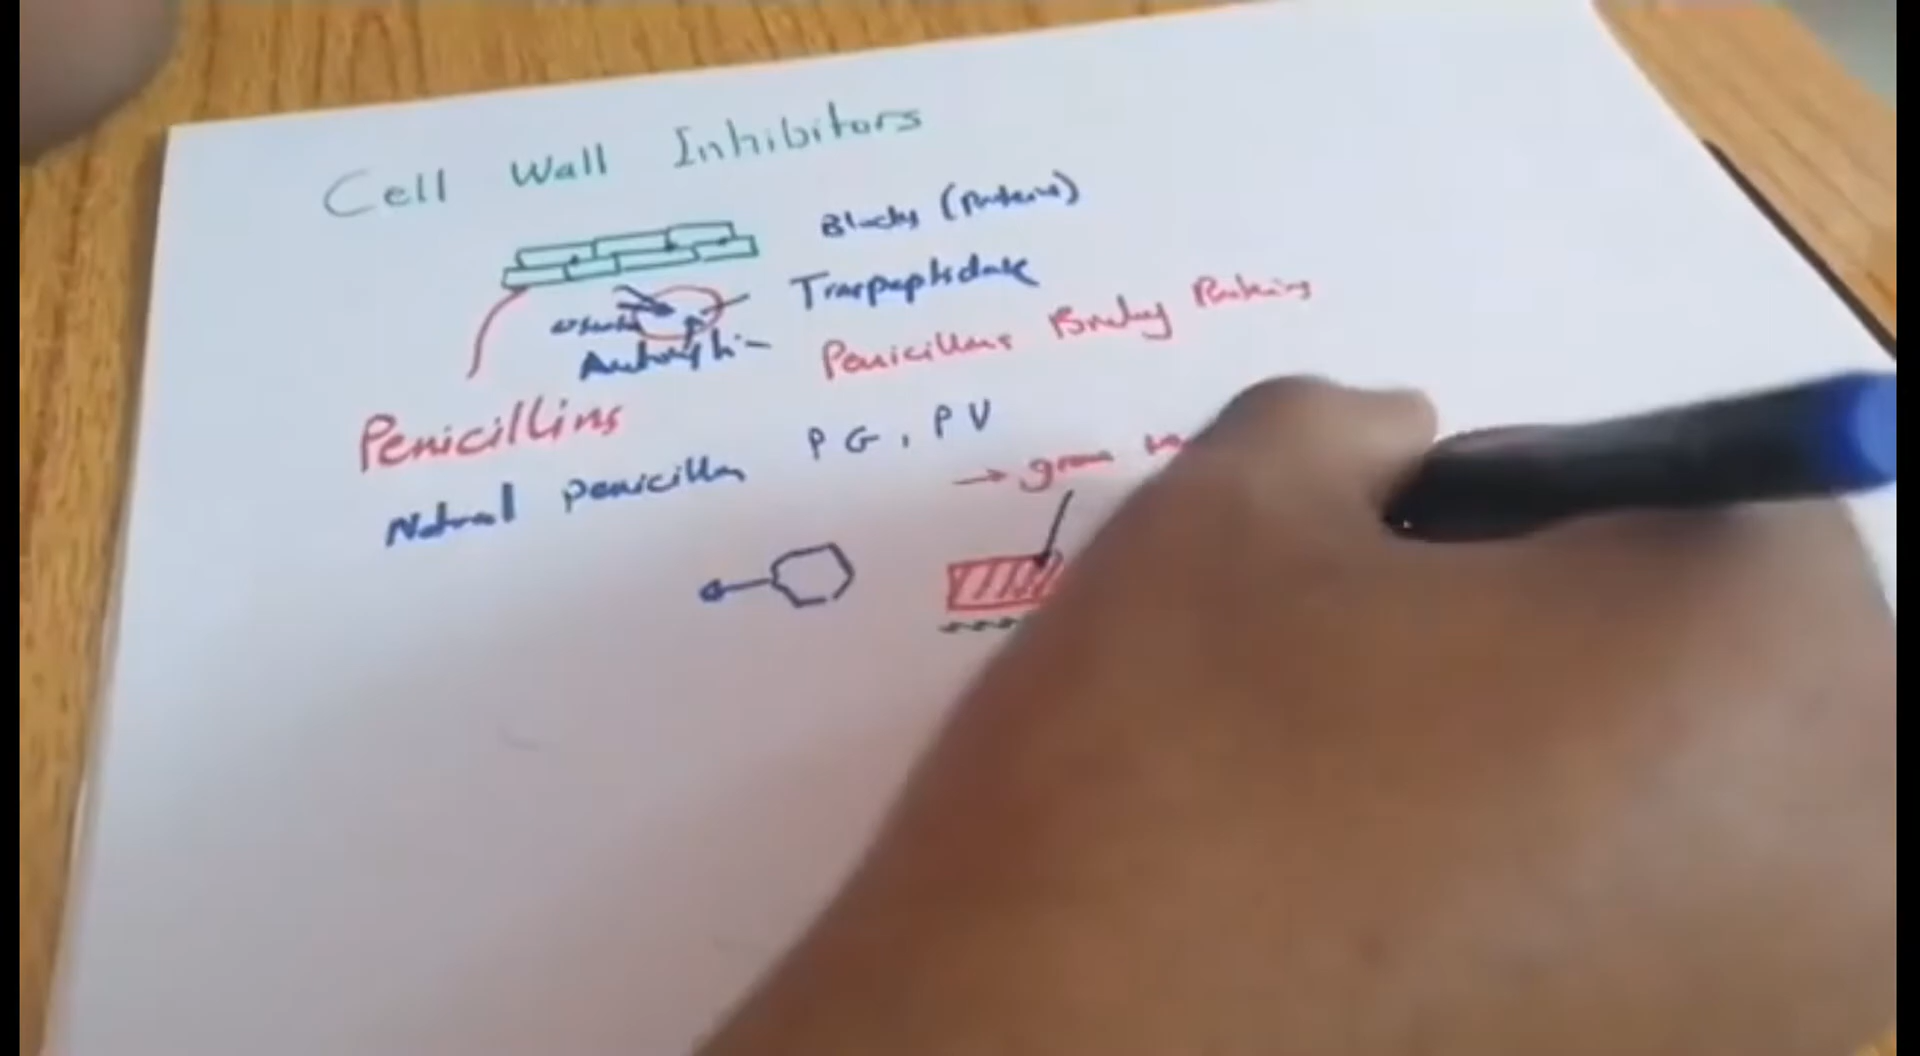 Cell Wall Inhibitors
Blocks (Proteins)
Transpeptidase
Penicillins Binding Proteins
Penicillins
Natural penicillin PG, PV
→ gram